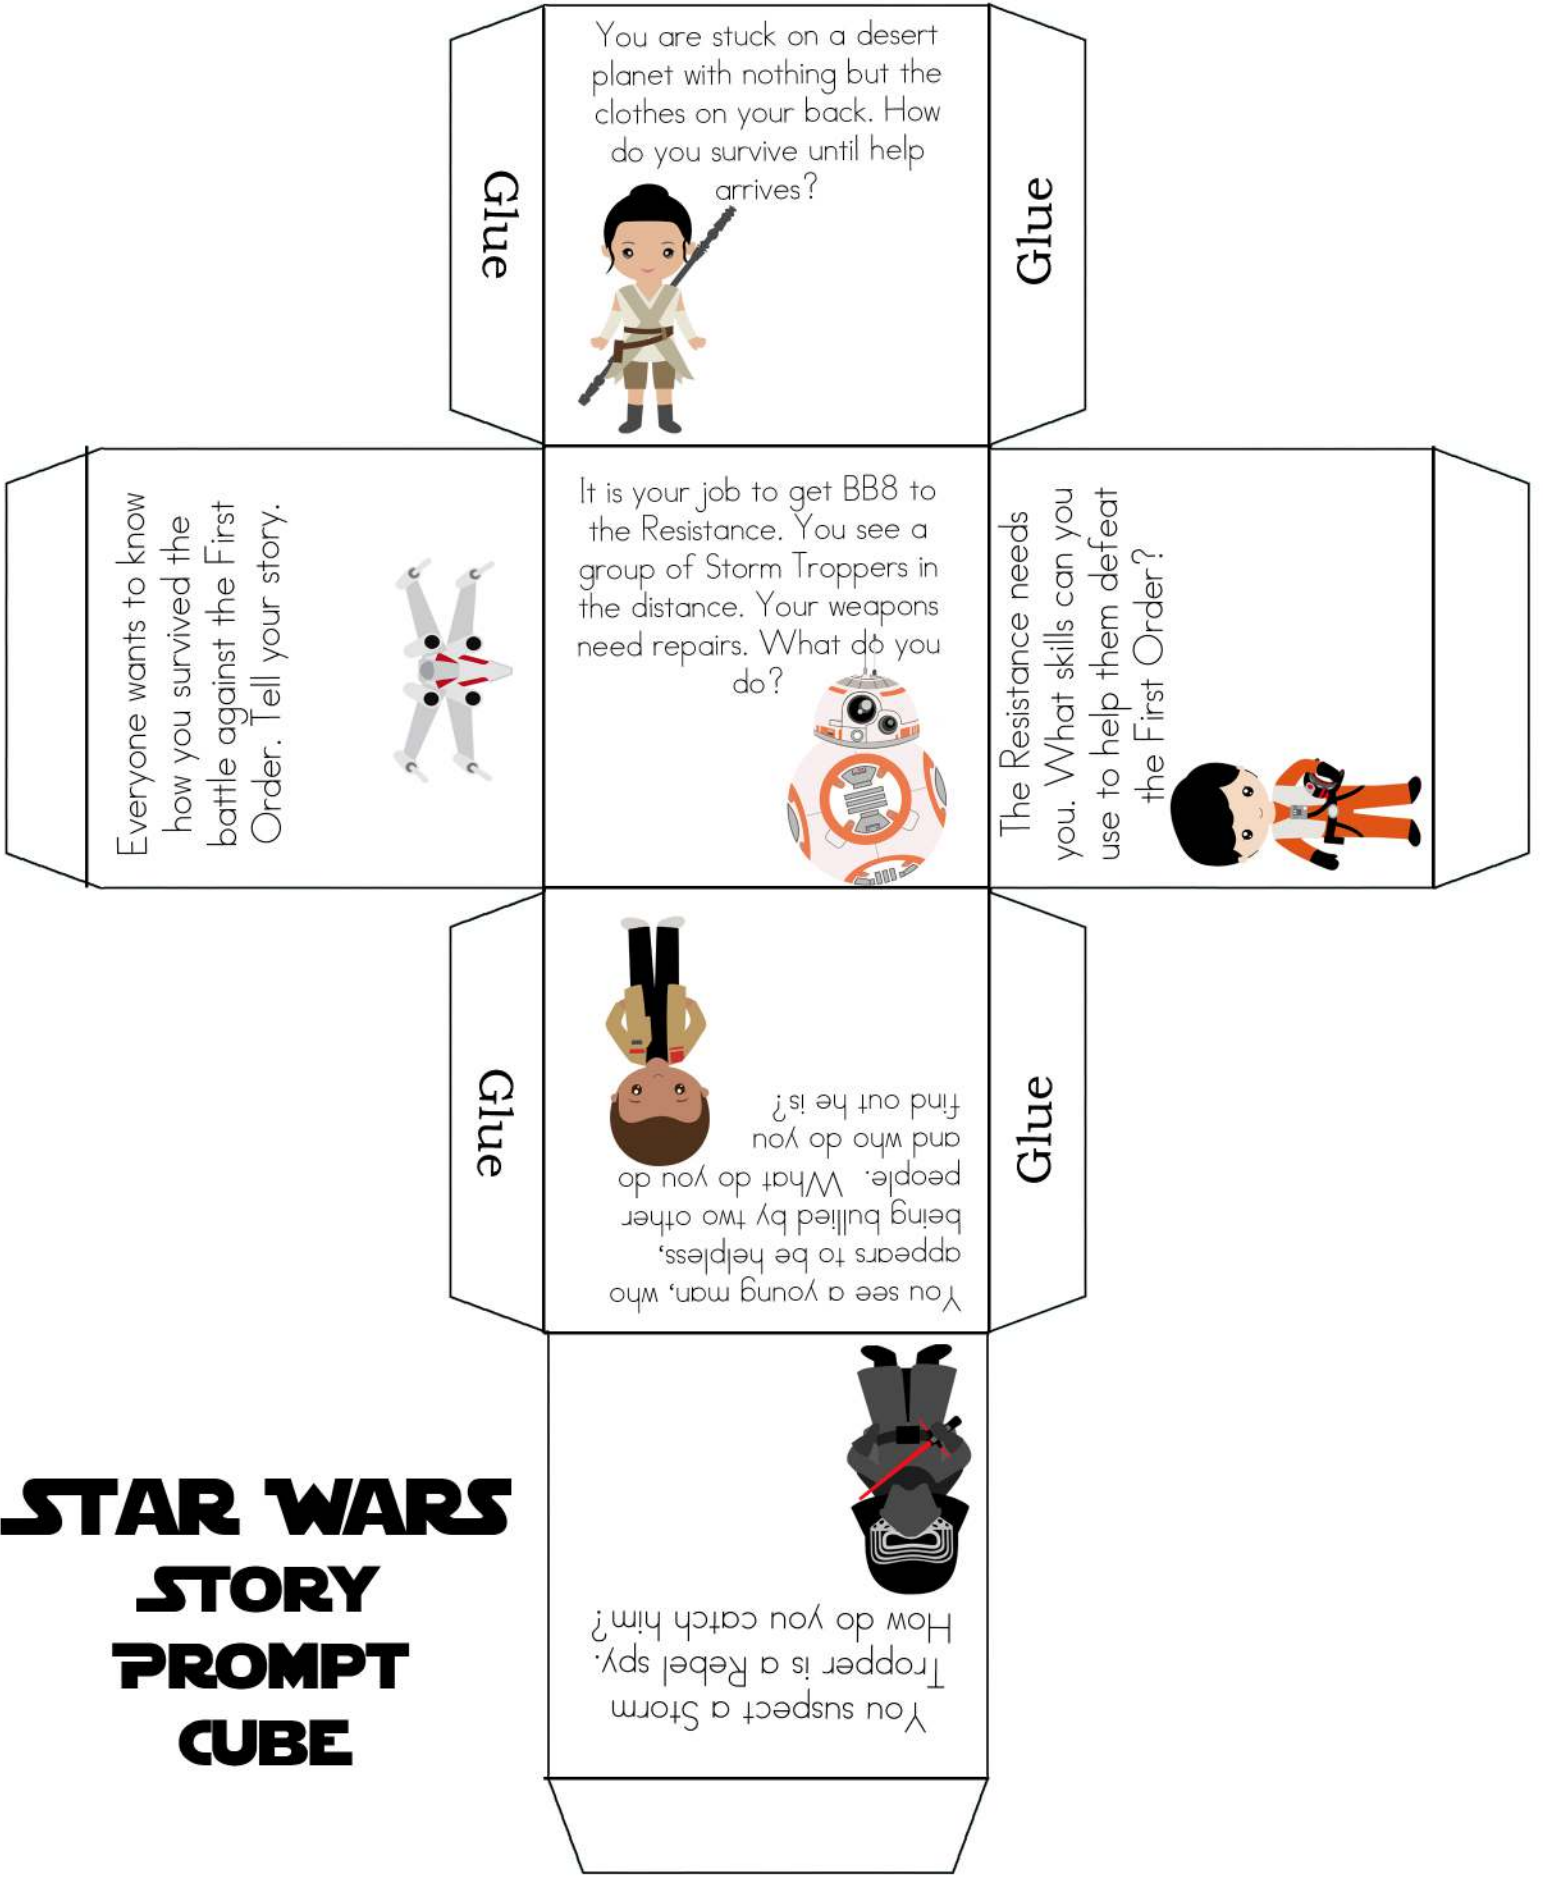 You are stuck on a desert
planet with nothing but the
clothes on your back. How
do you survive until help
arrives?
Glue
Glue
Everyone wants to know
how you survived the
battle against the First
Order. Tell your story.
It is your job to get BB8 to
the Resistance. You see a
group of Storm Troppers in
the distance. Your weapons
need repairs. What do you
do?
The Resistance needs
you. What skills can you
use to help them defeat
the First Order?
Glue
Glue
You see a young man, who
appears to be helpless,
being bullied by two other
people. What do you do
and who do you
find out he is?
You suspect a Storm
Tropper is a Rebel spy.
How do you catch him?
STAR WARS
STORY
PROMPT
CUBE